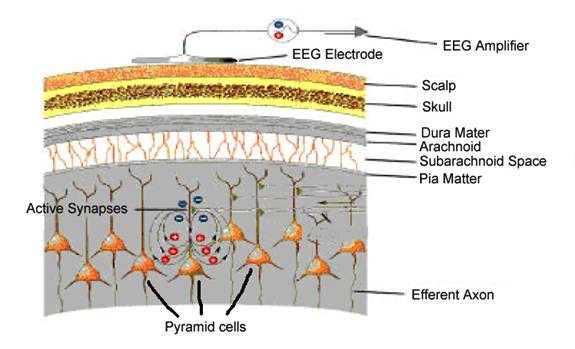 EEG Electrode
EEG Amplifier
Scalp
Skull
Dura Mater
Arachnoid
Subarachnoid Space
Pia Matter
Active Synapses
Efferent Axon
Pyramid cells